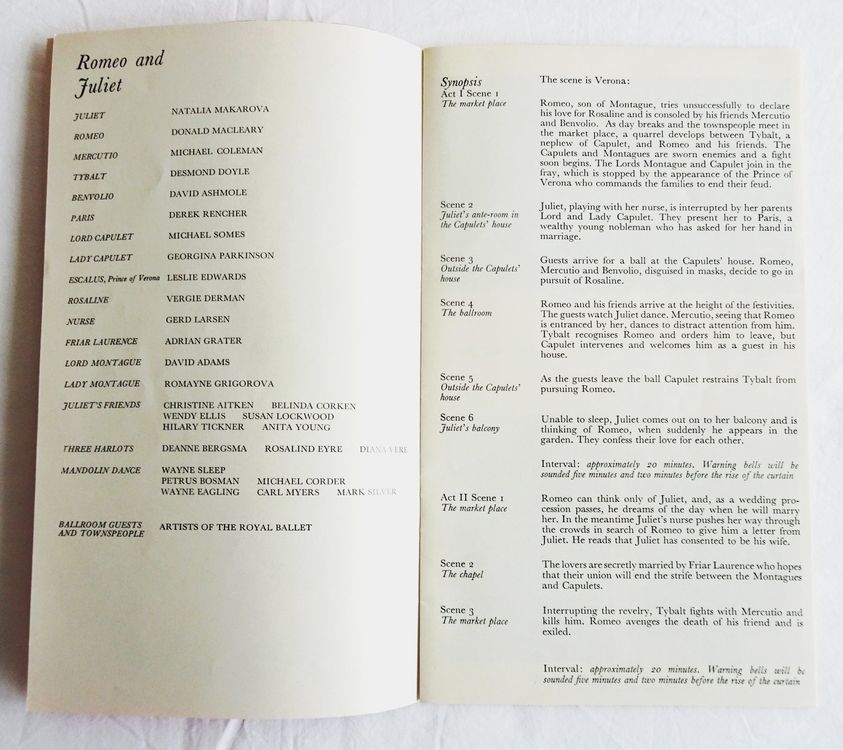 Romeo and
Juliet
JULIET NATALIA MAKAROVA
ROMEO DONALD MACLEARY
MERCUTIO MICHAEL COLEMAN
TYBALT DESMOND DOYLE
BENVOLIO DAVID ASHMOLE
PARIS DEREK RENCHER
LORD CAPULET MICHAEL SOMES
LADY CAPULET GEORGINA PARKINSON
ESCALUS, Prince of Verona LESLIE EDWARDS
ROSALINE VERGIE DERMAN
NURSE GERD LARSEN
FRIAR LAURENCE ADRIAN GRATER
LORD MONTAGUE DAVID ADAMS
LADY MONTAGUE ROMAYNE GRIGOROVA
JULIET'S FRIENDS CHRISTINE AITKEN BELINDA CORKEN
WENDY ELLIS SUSAN LOCKWOOD
HILARY TICKNER ANITA YOUNG
THREE HARLOTS DEANNE BERGSMA ROSALIND EYRE DIANA VERE
MANDOLIN DANCE WAYNE SLEEP
PETRUS BOSMAN MICHAEL CORDER
WAYNE EAGLING CARL MYERS MARK SILVER
BALLROOM GUESTS
AND TOWNSPEOPLE ARTISTS OF THE ROYAL BALLET
Synopsis The scene is Verona:
Act I Scene 1
The market place
Romeo, son of Montague, tries unsuccessfully to declare
his love for Rosaline and is consoled by his friends Mercutio
and Benvolio. As day breaks and the townspeople meet in
the market place, a quarrel develops between Tybalt, a
nephew of Capulet, and Romeo and his friends. The
Capulets and Montagues are sworn enemies and a fight
soon begins. The Lords Montague and Capulet join in the
fray, which is stopped by the appearance of the Prince of
Verona who commands the families to end their feud.
Scene 2
Juliet's ante-room in
the Capulets' house
Juliet, playing with her nurse, is interrupted by her parents
Lord and Lady Capulet. They present her to Paris, a
wealthy young nobleman who has asked for her hand in
marriage.
Scene 3
Outside the Capulets'
house
Guests arrive for a ball at the Capulets' house. Romeo,
Mercutio and Benvolio, disguised in masks, decide to go in
pursuit of Rosaline.
Scene 4
The ballroom
Romeo and his friends arrive at the height of the festivities.
The guests watch Juliet dance. Mercutio, seeing that Romeo
is entranced by her, dances to distract attention from him.
Tybalt recognises Romeo and orders him to leave, but
Capulet intervenes and welcomes him as a guest in his
house.
Scene 5
Outside the Capulets'
house
As the guests leave the ball Capulet restrains Tybalt from
pursuing Romeo.
Scene 6
Juliet's balcony
Unable to sleep, Juliet comes out on to her balcony and is
thinking of Romeo, when suddenly he appears in the
garden. They confess their love for each other.
Interval: approximately 20 minutes. Warning bells will be
sounded five minutes and two minutes before the rise of the curtain
Act II Scene 1
The market place
Romeo can think only of Juliet, and, as a wedding pro-
cession passes, he dreams of the day when he will marry
her. In the meantime Juliet's nurse pushes her way through
the crowds in search of Romeo to give him a letter from
Juliet. He reads that Juliet has consented to be his wife.
Scene 2
The chapel
The lovers are secretly married by Friar Laurence who hopes
that their union will end the strife between the Montagues
and Capulets.
Scene 3
The market place
Interrupting the revelry, Tybalt fights with Mercutio and
kills him. Romeo avenges the death of his friend and is
exiled.
Interval: approximately 20 minutes. Warning bells will be
sounded five minutes and two minutes before the rise of the curtain